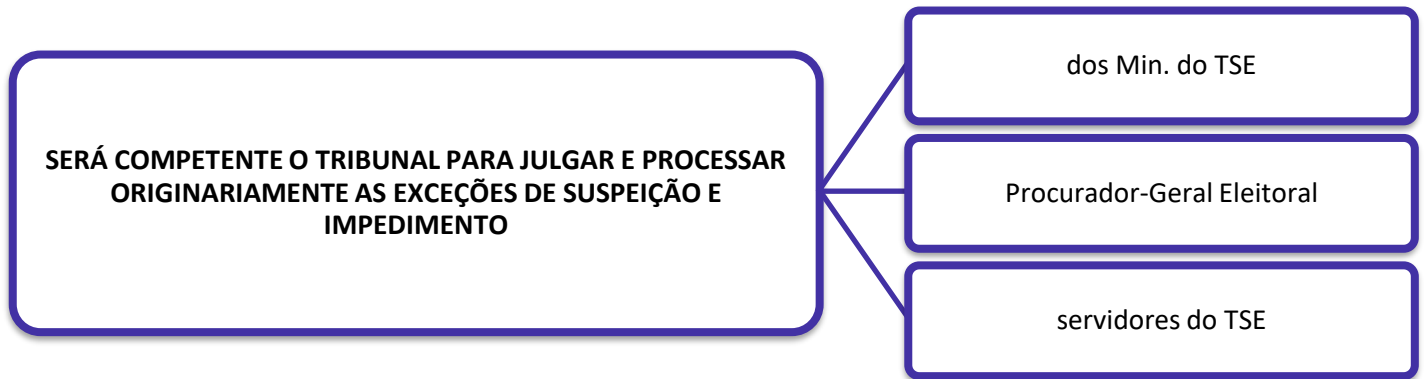 SERÁ COMPETENTE O TRIBUNAL PARA JULGAR E PROCESSAR
ORIGINARIAMENTE AS EXCEÇÕES DE SUSPEIÇÃO E
IMPEDIMENTO
dos Min. do TSE
Procurador-Geral Eleitoral
servidores do TSE